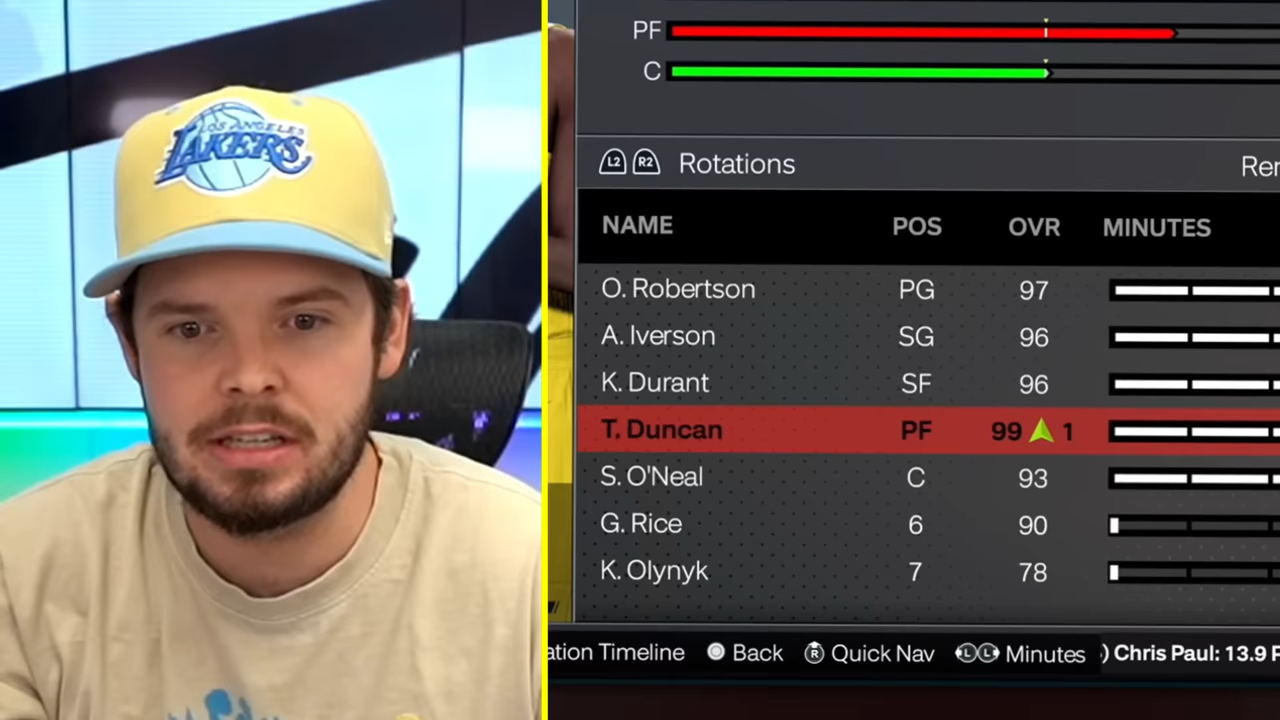 LOS ANGELES
LAKERS
PF
C
L2 R2 Rotations Rer
NAME POS OVR MINUTES
O. Robertson PG 97
A. Iverson SG 96
K. Durant SF 96
T. Duncan PF 99 1
S. O'Neal C 93
G. Rice 6 90
K. Olynyk 7 78
ation Timeline Back R Quick Nav L L Minutes ) Chris Paul: 13.9 P